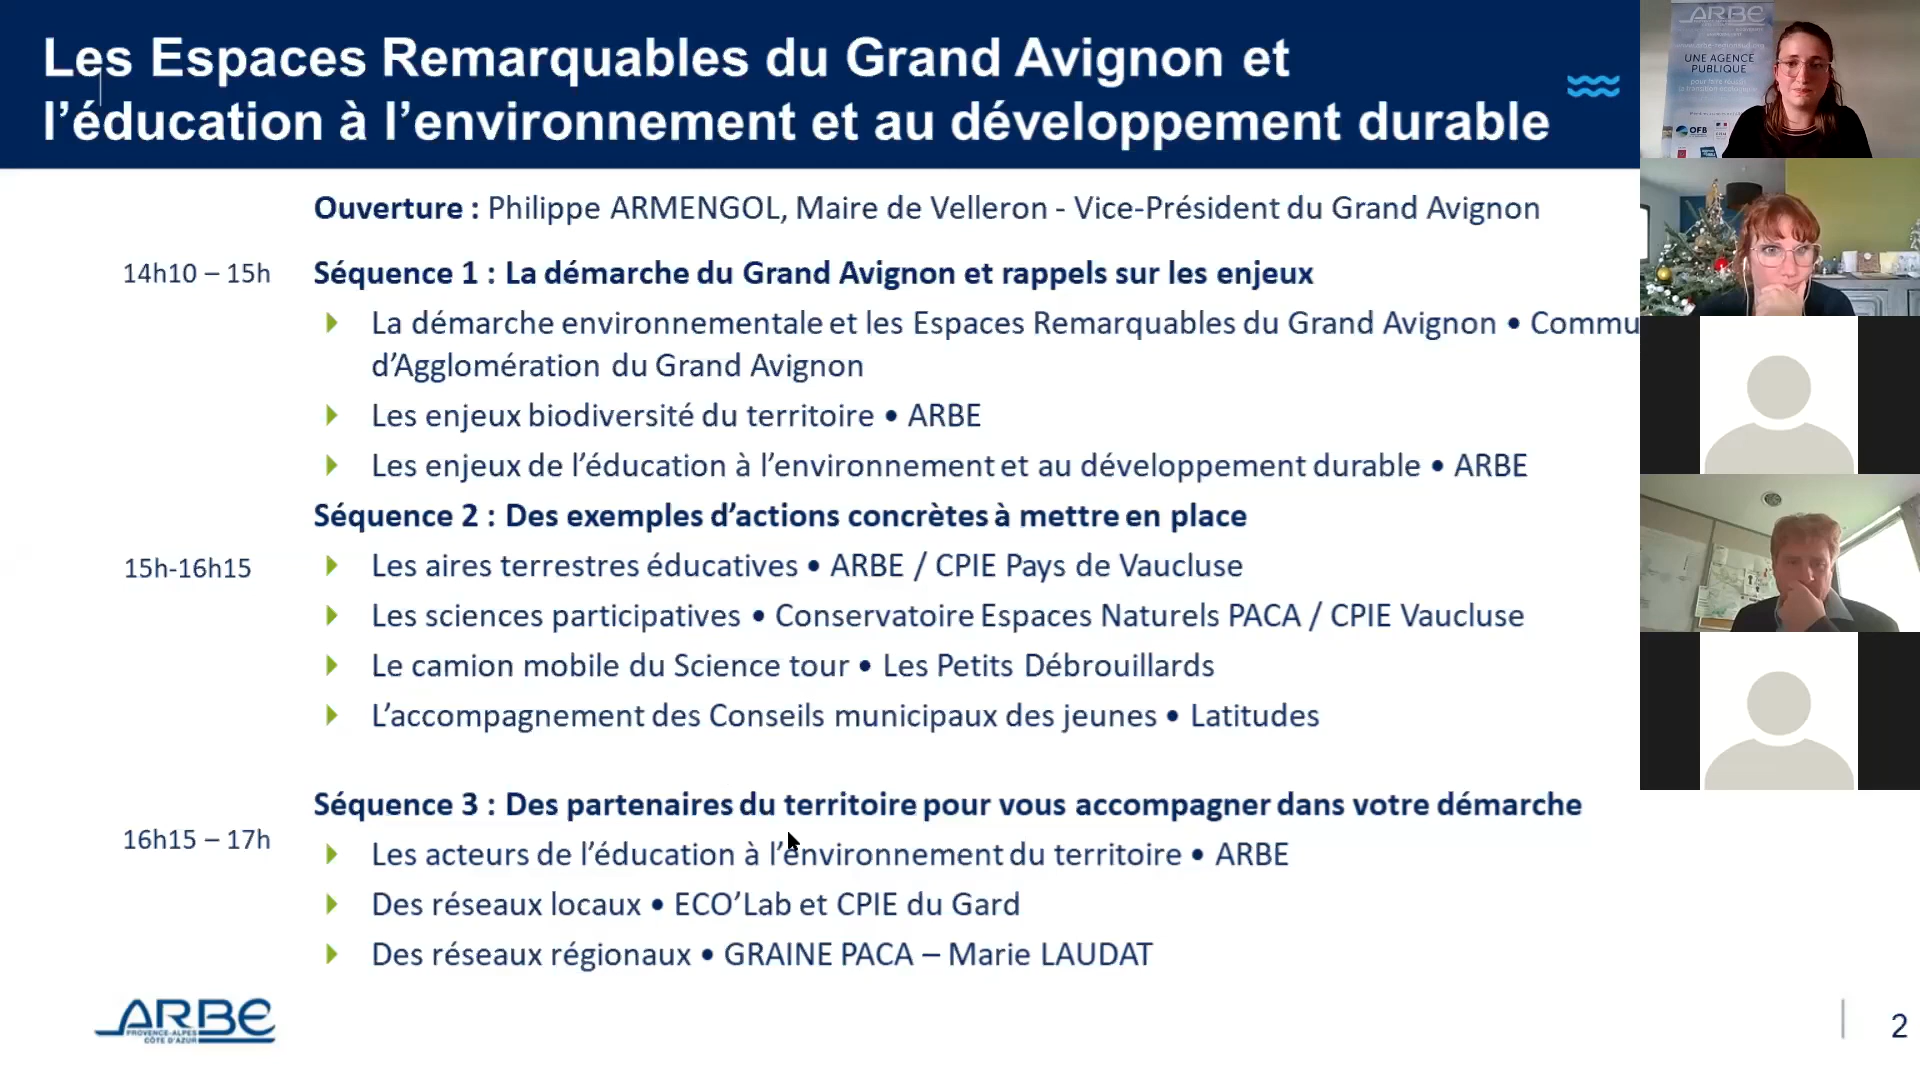 Les Espaces Remarquables du Grand Avignon et
l’éducation à l’environnement et au développement durable
Ouverture : Philippe ARMENGOL, Maire de Velleron - Vice-Président du Grand Avignon
14h10 – 15h
Séquence 1 : La démarche du Grand Avignon et rappels sur les enjeux
La démarche environnementale et les Espaces Remarquables du Grand Avignon • Commu
d’Agglomération du Grand Avignon
Les enjeux biodiversité du territoire • ARBE
Les enjeux de l’éducation à l’environnement et au développement durable • ARBE
Séquence 2 : Des exemples d’actions concrètes à mettre en place
15h-16h15
Les aires terrestres éducatives • ARBE / CPIE Pays de Vaucluse
Les sciences participatives • Conservatoire Espaces Naturels PACA / CPIE Vaucluse
Le camion mobile du Science tour • Les Petits Débrouillards
L’accompagnement des Conseils municipaux des jeunes • Latitudes
Séquence 3 : Des partenaires du territoire pour vous accompagner dans votre démarche
16h15 – 17h
Les acteurs de l’éducation à l’environnement du territoire • ARBE
Des réseaux locaux • ECO’Lab et CPIE du Gard
Des réseaux régionaux • GRAINE PACA – Marie LAUDAT
ARBE
PROVENCE-ALPES
CÔTE D’AZUR
2
ARBE
UNE AGENCE
PUBLIQUE
OFB